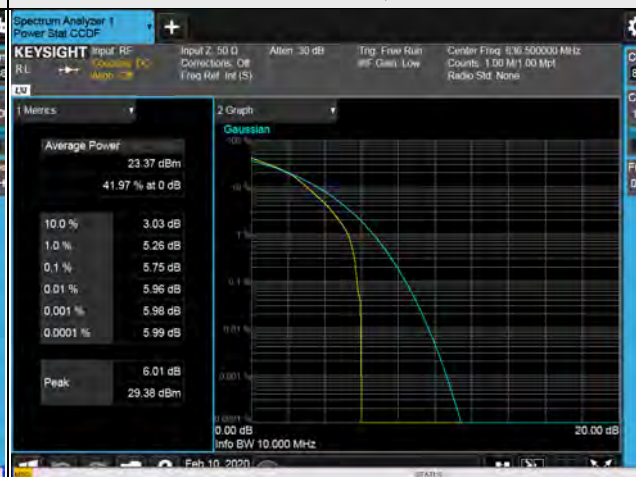 Spectrum Analyzer 1
Power Stat CCDF
KEYSIGHT
RL
Input: RF
Coupling: DC
Align: Off
Input Z: 50 Ω
Corrections: Off
Freq Ref: Int (S)
Atten: 30 dB
Trig: Free Run
#IF Gain: Low
Center Freq: 836.500000 MHz
Counts: 1.00 M/1.00 Mpt
Radio Std: None
1 Metrics
Average Power
23.37 dBm
41.97 % at 0 dB
10.0 % 3.03 dB
1.0 % 5.26 dB
0.1 % 5.75 dB
0.01 % 5.96 dB
0.001 % 5.98 dB
0.0001 % 5.99 dB
Peak
6.01 dB
29.38 dBm
2 Graph
Gaussian
100 %
10 %
1 %
0.1 %
0.01 %
0.001 %
0.0001 %
0.00 dB 20.00 dB
Info BW 10.000 MHz
Feb 10, 2020
MSG
STATUS